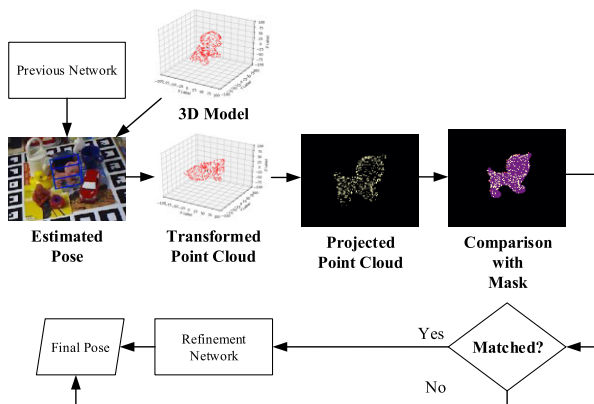 Previous Network
3D Model
Estimated
Pose
Transformed
Point Cloud
Projected
Point Cloud
Comparison
with
Mask
Final Pose
Refinement
Network
Yes
Matched?
No